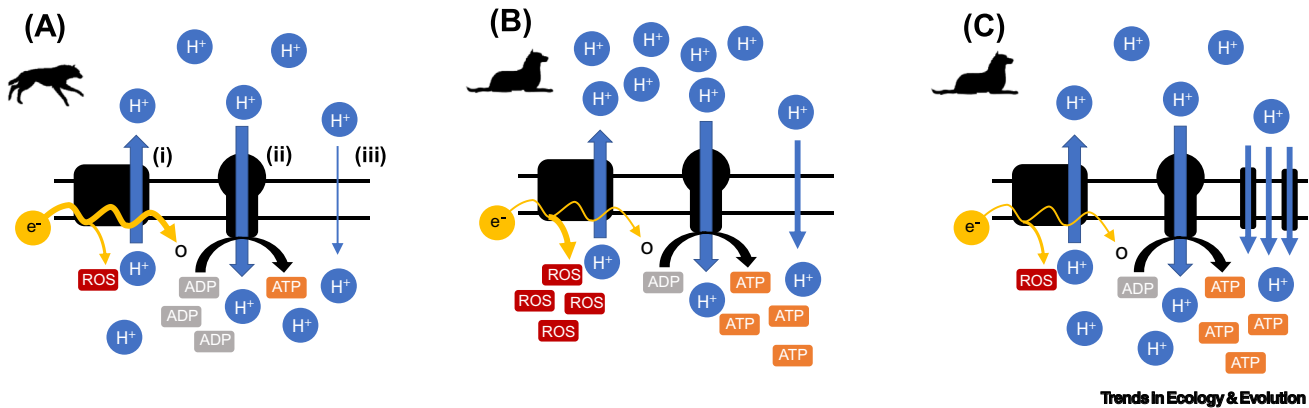 (A)
H⁺
H⁺
H⁺
H⁺
H⁺
(i)
(ii)
(iii)
e⁻
O
ROS
H⁺
ADP
ATP
H⁺
H⁺
ADP
H⁺
ADP
H⁺
(B)
H⁺
H⁺
H⁺
H⁺
H⁺
H⁺
H⁺
H⁺
e⁻
O
ROS
H⁺
ADP
ATP
H⁺
ROS
ROS
H⁺
ATP
ATP
ROS
ATP
(C)
H⁺
H⁺
H⁺
H⁺
H⁺
e⁻
O
ROS
H⁺
ADP
ATP
H⁺
H⁺
H⁺
H⁺
ATP
ATP
ATP
Trends in Ecology & Evolution